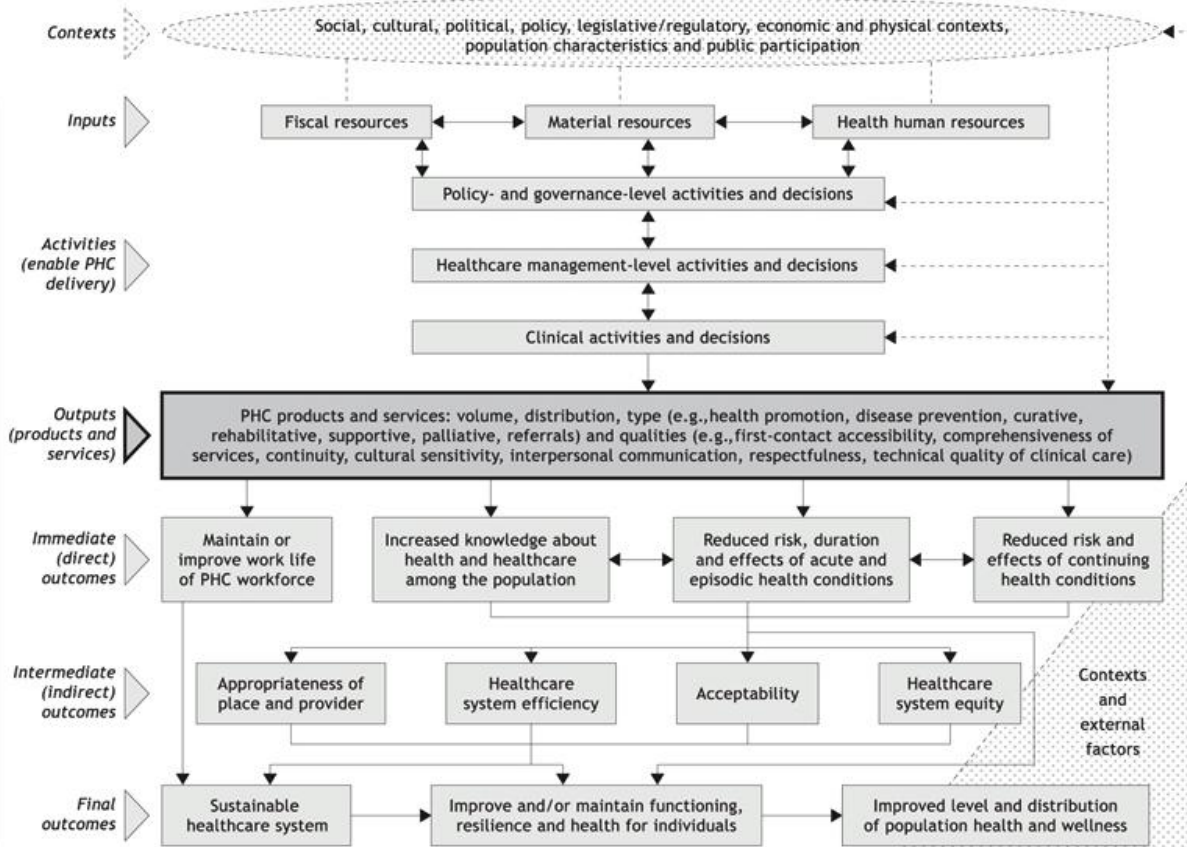 Contexts
Social, cultural, political, policy, legislative/regulatory, economic and physical contexts,
population characteristics and public participation
Inputs
Fiscal resources
Material resources
Health human resources
Policy- and governance-level activities and decisions
Activities
(enable PHC
delivery)
Healthcare management-level activities and decisions
Clinical activities and decisions
Outputs
(products and
services)
PHC products and services: volume, distribution, type (e.g.,health promotion, disease prevention, curative,
rehabilitative, supportive, palliative, referrals) and qualities (e.g.,first-contact accessibility, comprehensiveness of
services, continuity, cultural sensitivity, interpersonal communication, respectfulness, technical quality of clinical care)
Immediate
(direct)
outcomes
Maintain or
improve work life
of PHC workforce
Increased knowledge about
health and healthcare
among the population
Reduced risk, duration
and effects of acute and
episodic health conditions
Reduced risk and
effects of continuing
health conditions
Intermediate
(indirect)
outcomes
Appropriateness of
place and provider
Healthcare
system efficiency
Acceptability
Healthcare
system equity
Contexts
and
external
factors
Final
outcomes
Sustainable
healthcare system
Improve and/or maintain functioning,
resilience and health for individuals
Improved level and distribution
of population health and wellness